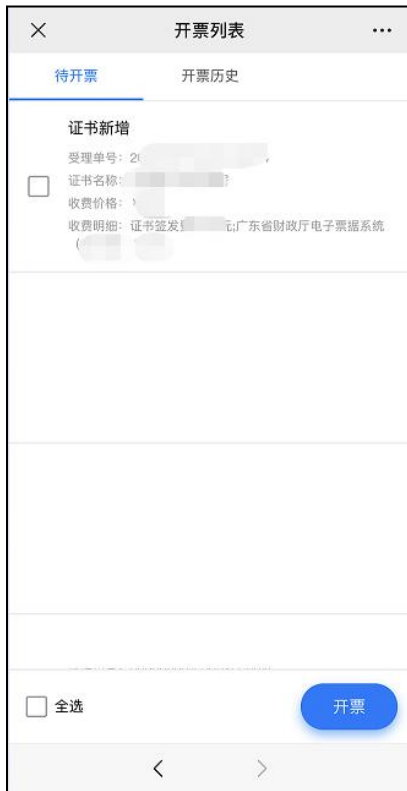 开票列表
待开票
开票历史
证书新增
受理单号：20
证书名称：
收费价格：
收费明细：证书签发费 元;广东省财政厅电子票据系统
（
全选
开票